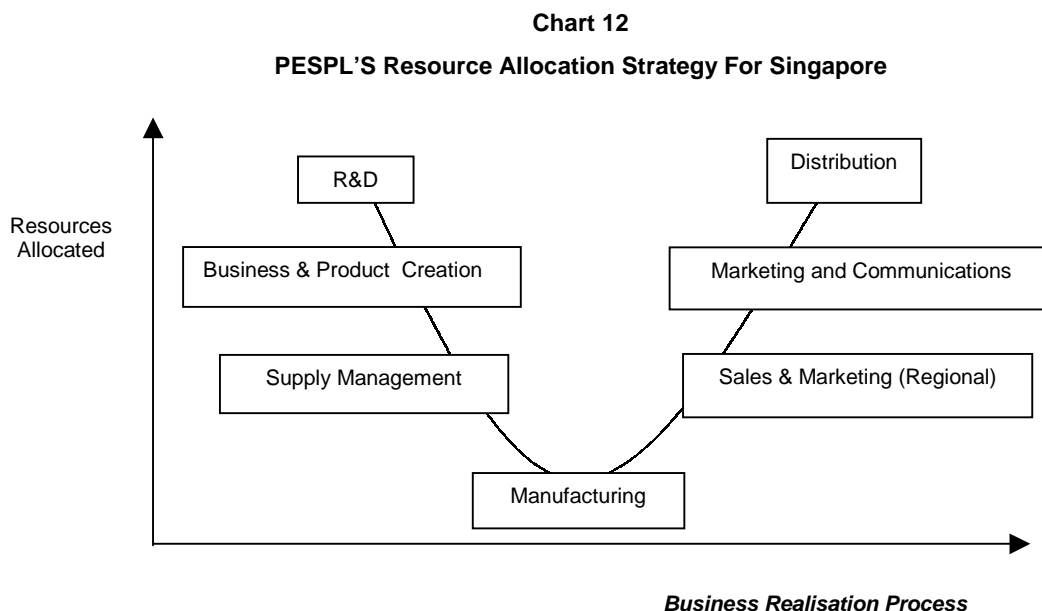 Chart 12
PESPL'S Resource Allocation Strategy For Singapore
R&D
Distribution
Resources
Allocated
Business & Product Creation
Marketing and Communications
Supply Management
Sales & Marketing (Regional)
Manufacturing
Business Realisation Process